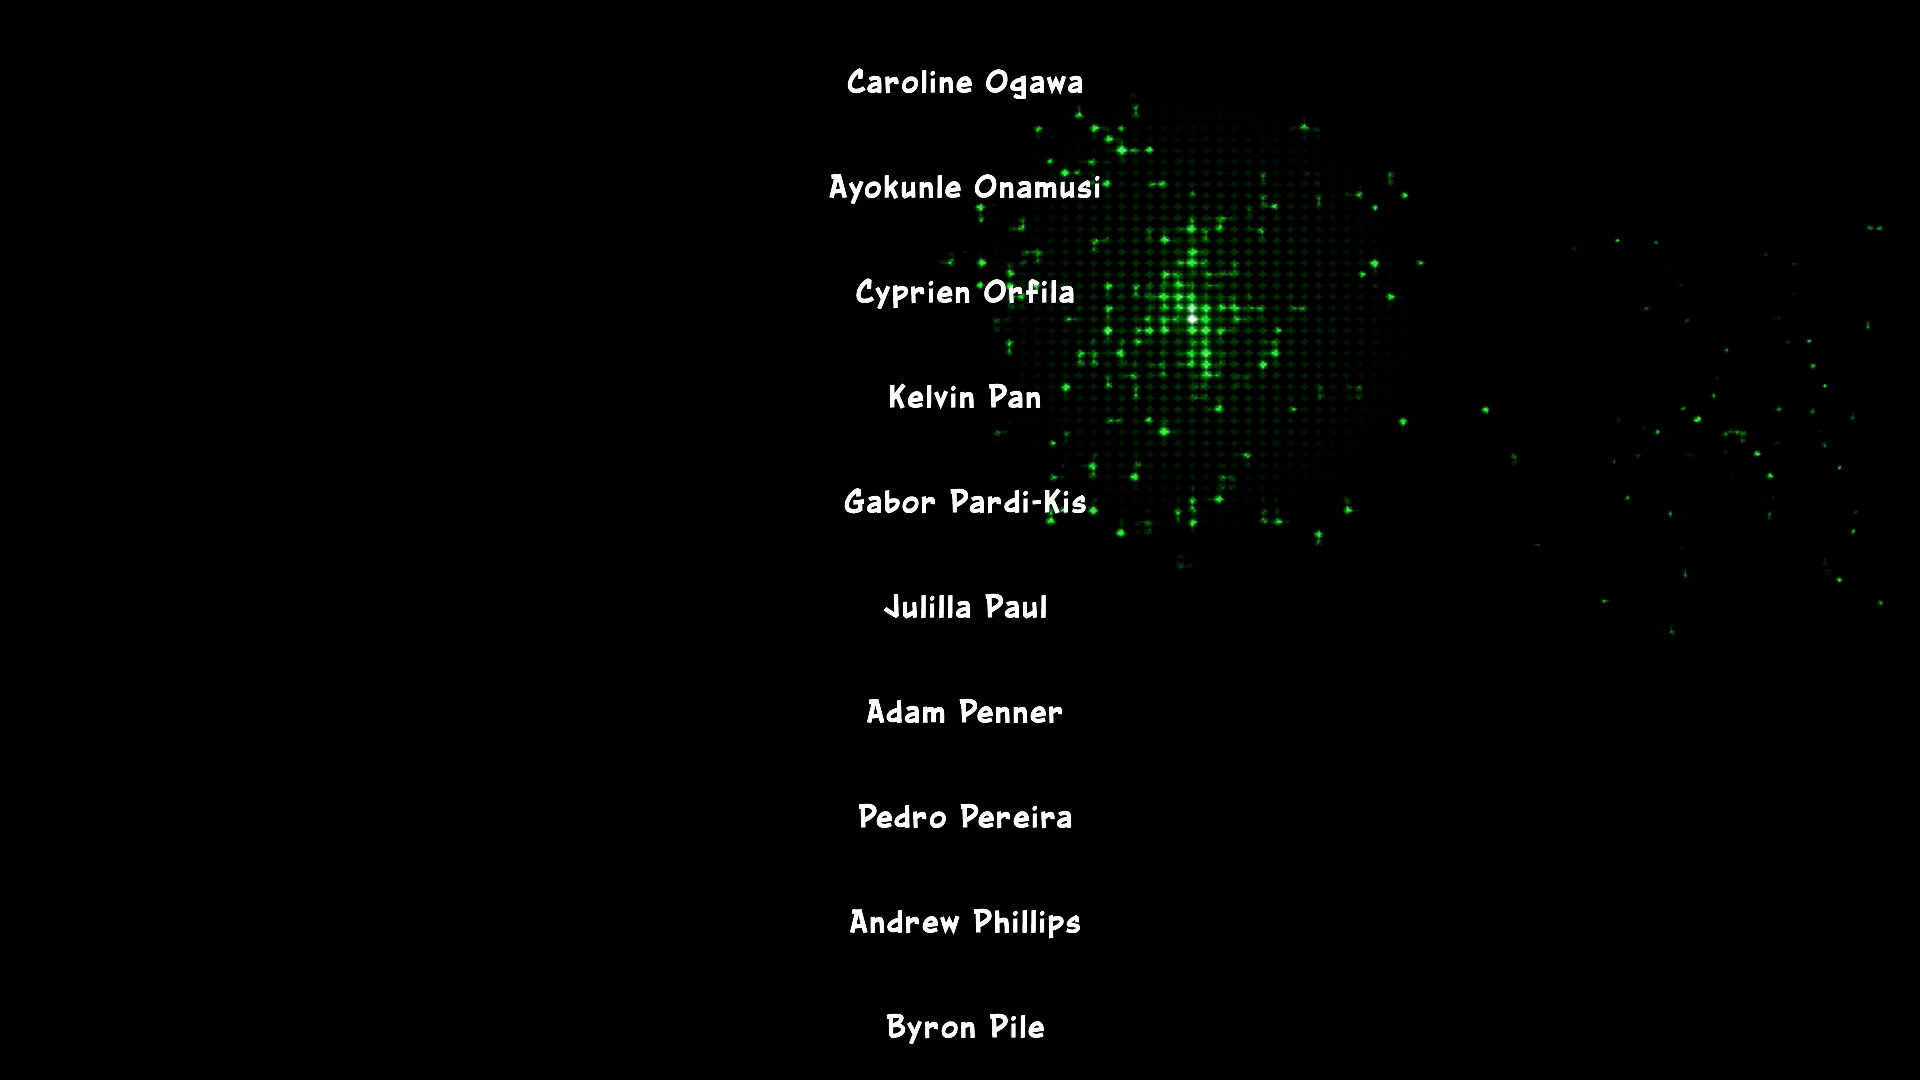 Caroline Ogawa
Ayokunle Onamusi
Cyprien Orfila
Kelvin Pan
Gabor Pardi-Kis
Julilla Paul
Adam Penner
Pedro Pereira
Andrew Phillips
Byron Pile